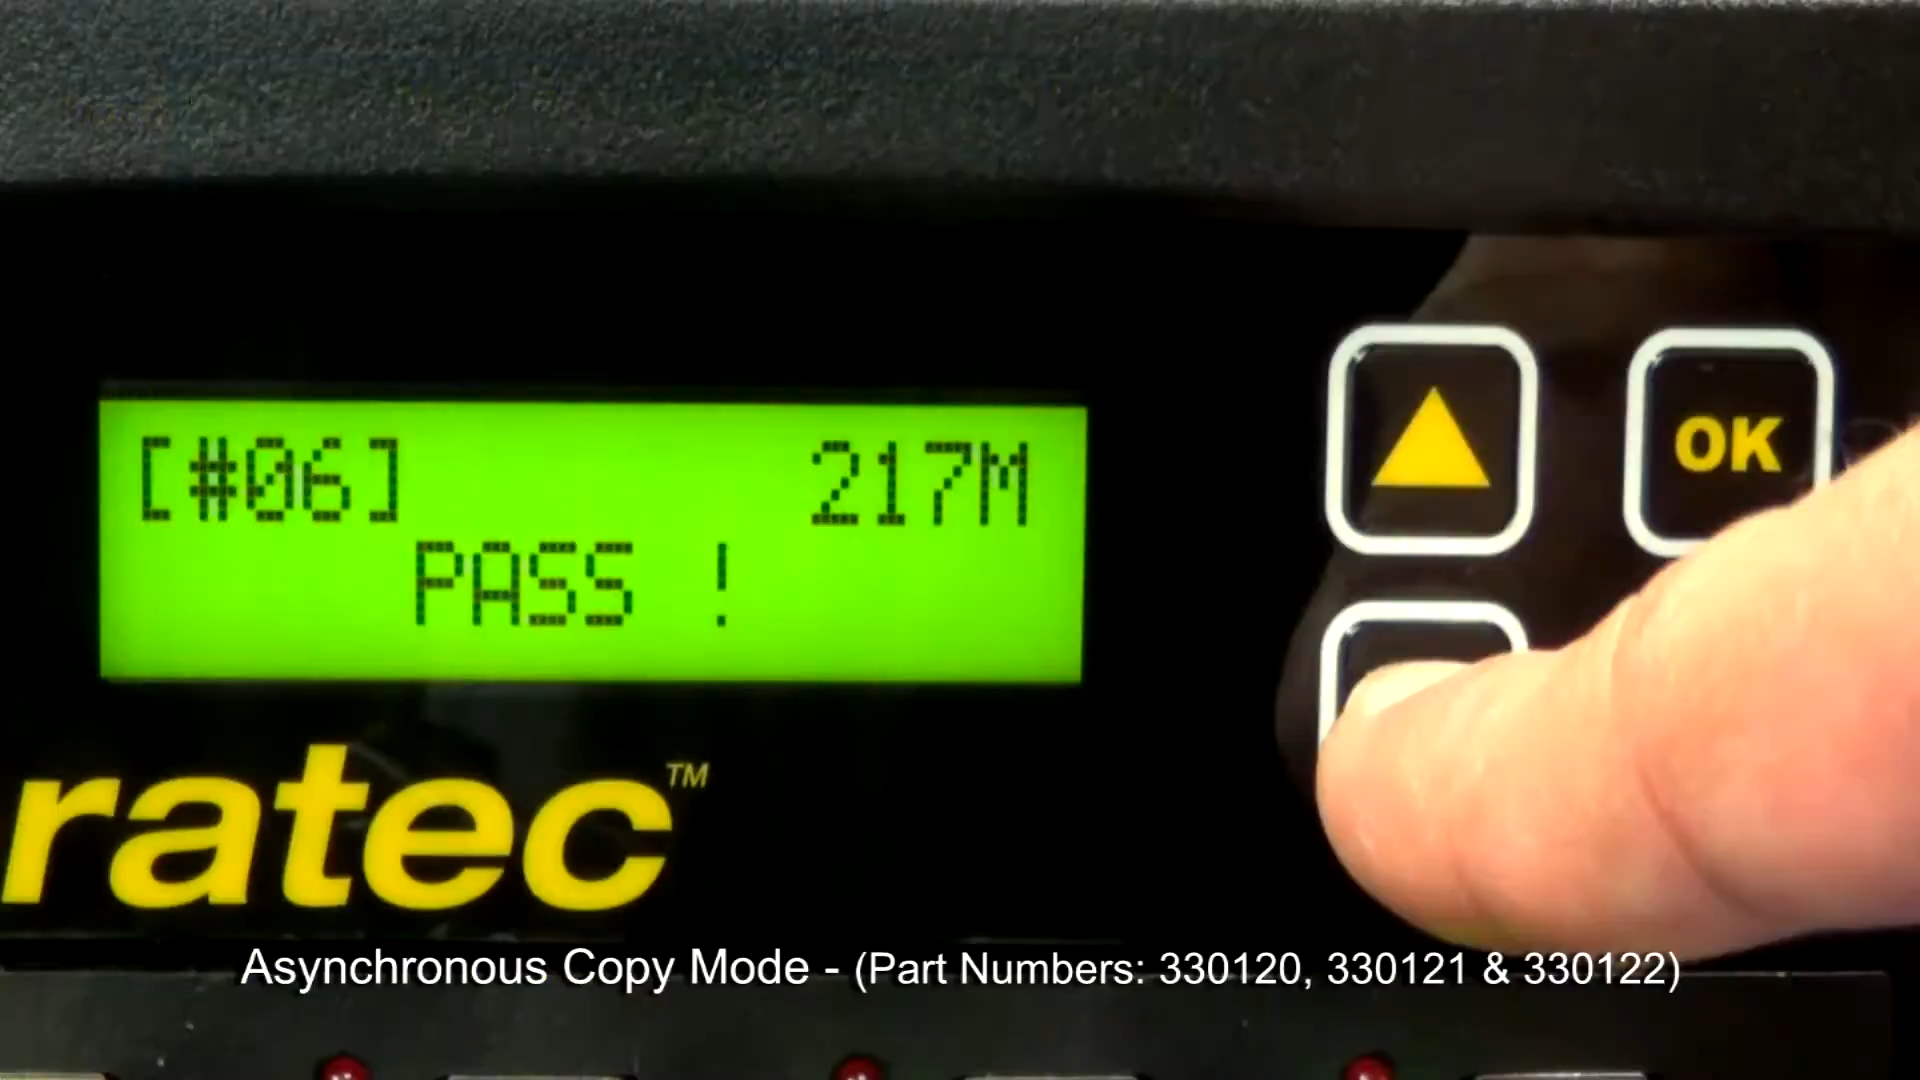 [#06] 217M
PASS !
OK
ratec™
Asynchronous Copy Mode - (Part Numbers: 330120, 330121 & 330122)